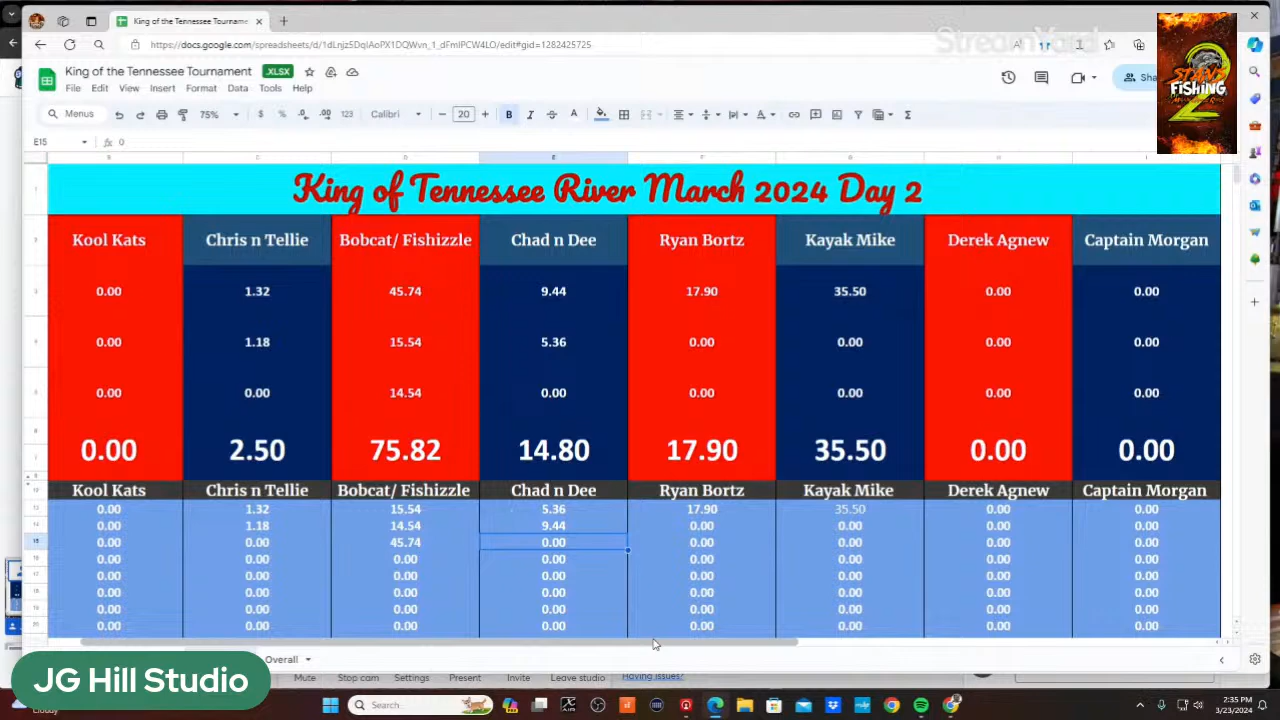 King of the Tennessee Tourname
https://docs.google.com/spreadsheets/d/1dLnjz5DqIAoPX1DQWvn_1_dFmIPCW4LO/edit#gid=1282425725
StreamYard
King of the Tennessee Tournament .XLSX
File Edit View Insert Format Data Tools Help
Sha
STANS
FISHING
2
Menus 75% $ % .0 .00 123 Calibri 20 B
E15 fx 0
B C D E F G H I
King of Tennessee River March 2024 Day 2
Kool Kats Chris n Tellie Bobcat/ Fishizzle Chad n Dee Ryan Bortz Kayak Mike Derek Agnew Captain Morgan
0.00 1.32 45.74 9.44 17.90 35.50 0.00 0.00
0.00 1.18 15.54 5.36 0.00 0.00 0.00 0.00
0.00 0.00 14.54 0.00 0.00 0.00 0.00 0.00
0.00 2.50 75.82 14.80 17.90 35.50 0.00 0.00
Kool Kats Chris n Tellie Bobcat/ Fishizzle Chad n Dee Ryan Bortz Kayak Mike Derek Agnew Captain Morgan
13 0.00 1.32 15.54 5.36 17.90 35.50 0.00 0.00
14 0.00 1.18 14.54 9.44 0.00 0.00 0.00 0.00
15 0.00 0.00 45.74 0.00 0.00 0.00 0.00 0.00
16 0.00 0.00 0.00 0.00 0.00 0.00 0.00 0.00
17 0.00 0.00 0.00 0.00 0.00 0.00 0.00 0.00
18 0.00 0.00 0.00 0.00 0.00 0.00 0.00 0.00
19 0.00 0.00 0.00 0.00 0.00 0.00 0.00 0.00
20 0.00 0.00 0.00 0.00 0.00 0.00 0.00 0.00
Overall
JG Hill Studio
Mute Stop cam Settings Present Invite Leave studio Having issues?
Cloudy
Search
2:35 PM
3/23/2024